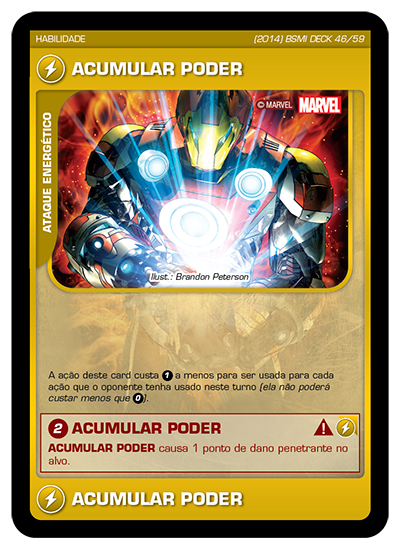 HABILIDADE
(2014) BSMI DECK 46/59
ACUMULAR PODER
ATAQUE ENERGÉTICO
© MARVEL MARVEL
Ilust.: Brandon Peterson
A ação deste card custa 1 a menos para ser usada para cada
ação que o oponente tenha usado neste turno (ela não poderá
custar menos que 0).
2 ACUMULAR PODER
ACUMULAR PODER causa 1 ponto de dano penetrante no
alvo.
ACUMULAR PODER